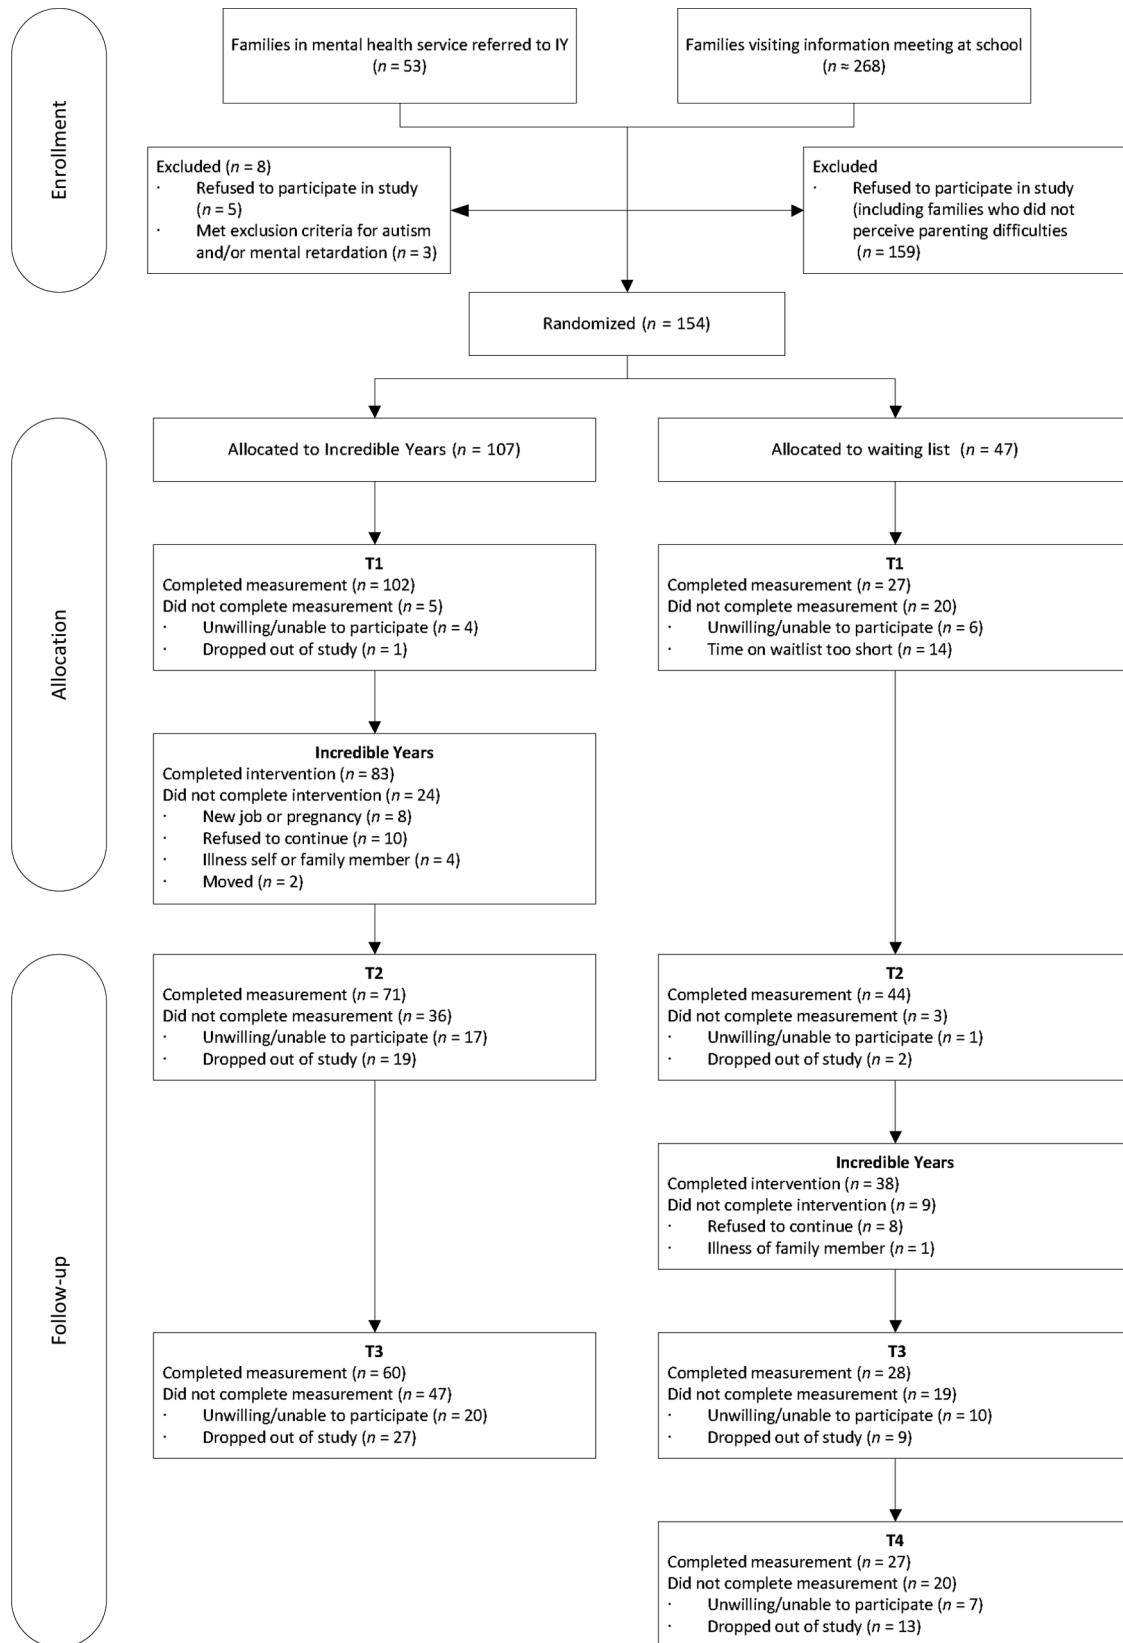 Enrollment
Families in mental health service referred to IY
(n = 53)
Families visiting information meeting at school
(n ≈ 268)
Excluded (n = 8)
· Refused to participate in study
(n = 5)
· Met exclusion criteria for autism
and/or mental retardation (n = 3)
Excluded
· Refused to participate in study
(including families who did not
perceive parenting difficulties
(n = 159)
Randomized (n = 154)
Allocation
Allocated to Incredible Years (n = 107)
Allocated to waiting list (n = 47)
T1
Completed measurement (n = 102)
Did not complete measurement (n = 5)
· Unwilling/unable to participate (n = 4)
· Dropped out of study (n = 1)
T1
Completed measurement (n = 27)
Did not complete measurement (n = 20)
· Unwilling/unable to participate (n = 6)
· Time on waitlist too short (n = 14)
Incredible Years
Completed intervention (n = 83)
Did not complete intervention (n = 24)
· New job or pregnancy (n = 8)
· Refused to continue (n = 10)
· Illness self or family member (n = 4)
· Moved (n = 2)
Follow-up
T2
Completed measurement (n = 71)
Did not complete measurement (n = 36)
· Unwilling/unable to participate (n = 17)
· Dropped out of study (n = 19)
T2
Completed measurement (n = 44)
Did not complete measurement (n = 3)
· Unwilling/unable to participate (n = 1)
· Dropped out of study (n = 2)
Incredible Years
Completed intervention (n = 38)
Did not complete intervention (n = 9)
· Refused to continue (n = 8)
· Illness of family member (n = 1)
T3
Completed measurement (n = 60)
Did not complete measurement (n = 47)
· Unwilling/unable to participate (n = 20)
· Dropped out of study (n = 27)
T3
Completed measurement (n = 28)
Did not complete measurement (n = 19)
· Unwilling/unable to participate (n = 10)
· Dropped out of study (n = 9)
T4
Completed measurement (n = 27)
Did not complete measurement (n = 20)
· Unwilling/unable to participate (n = 7)
· Dropped out of study (n = 13)